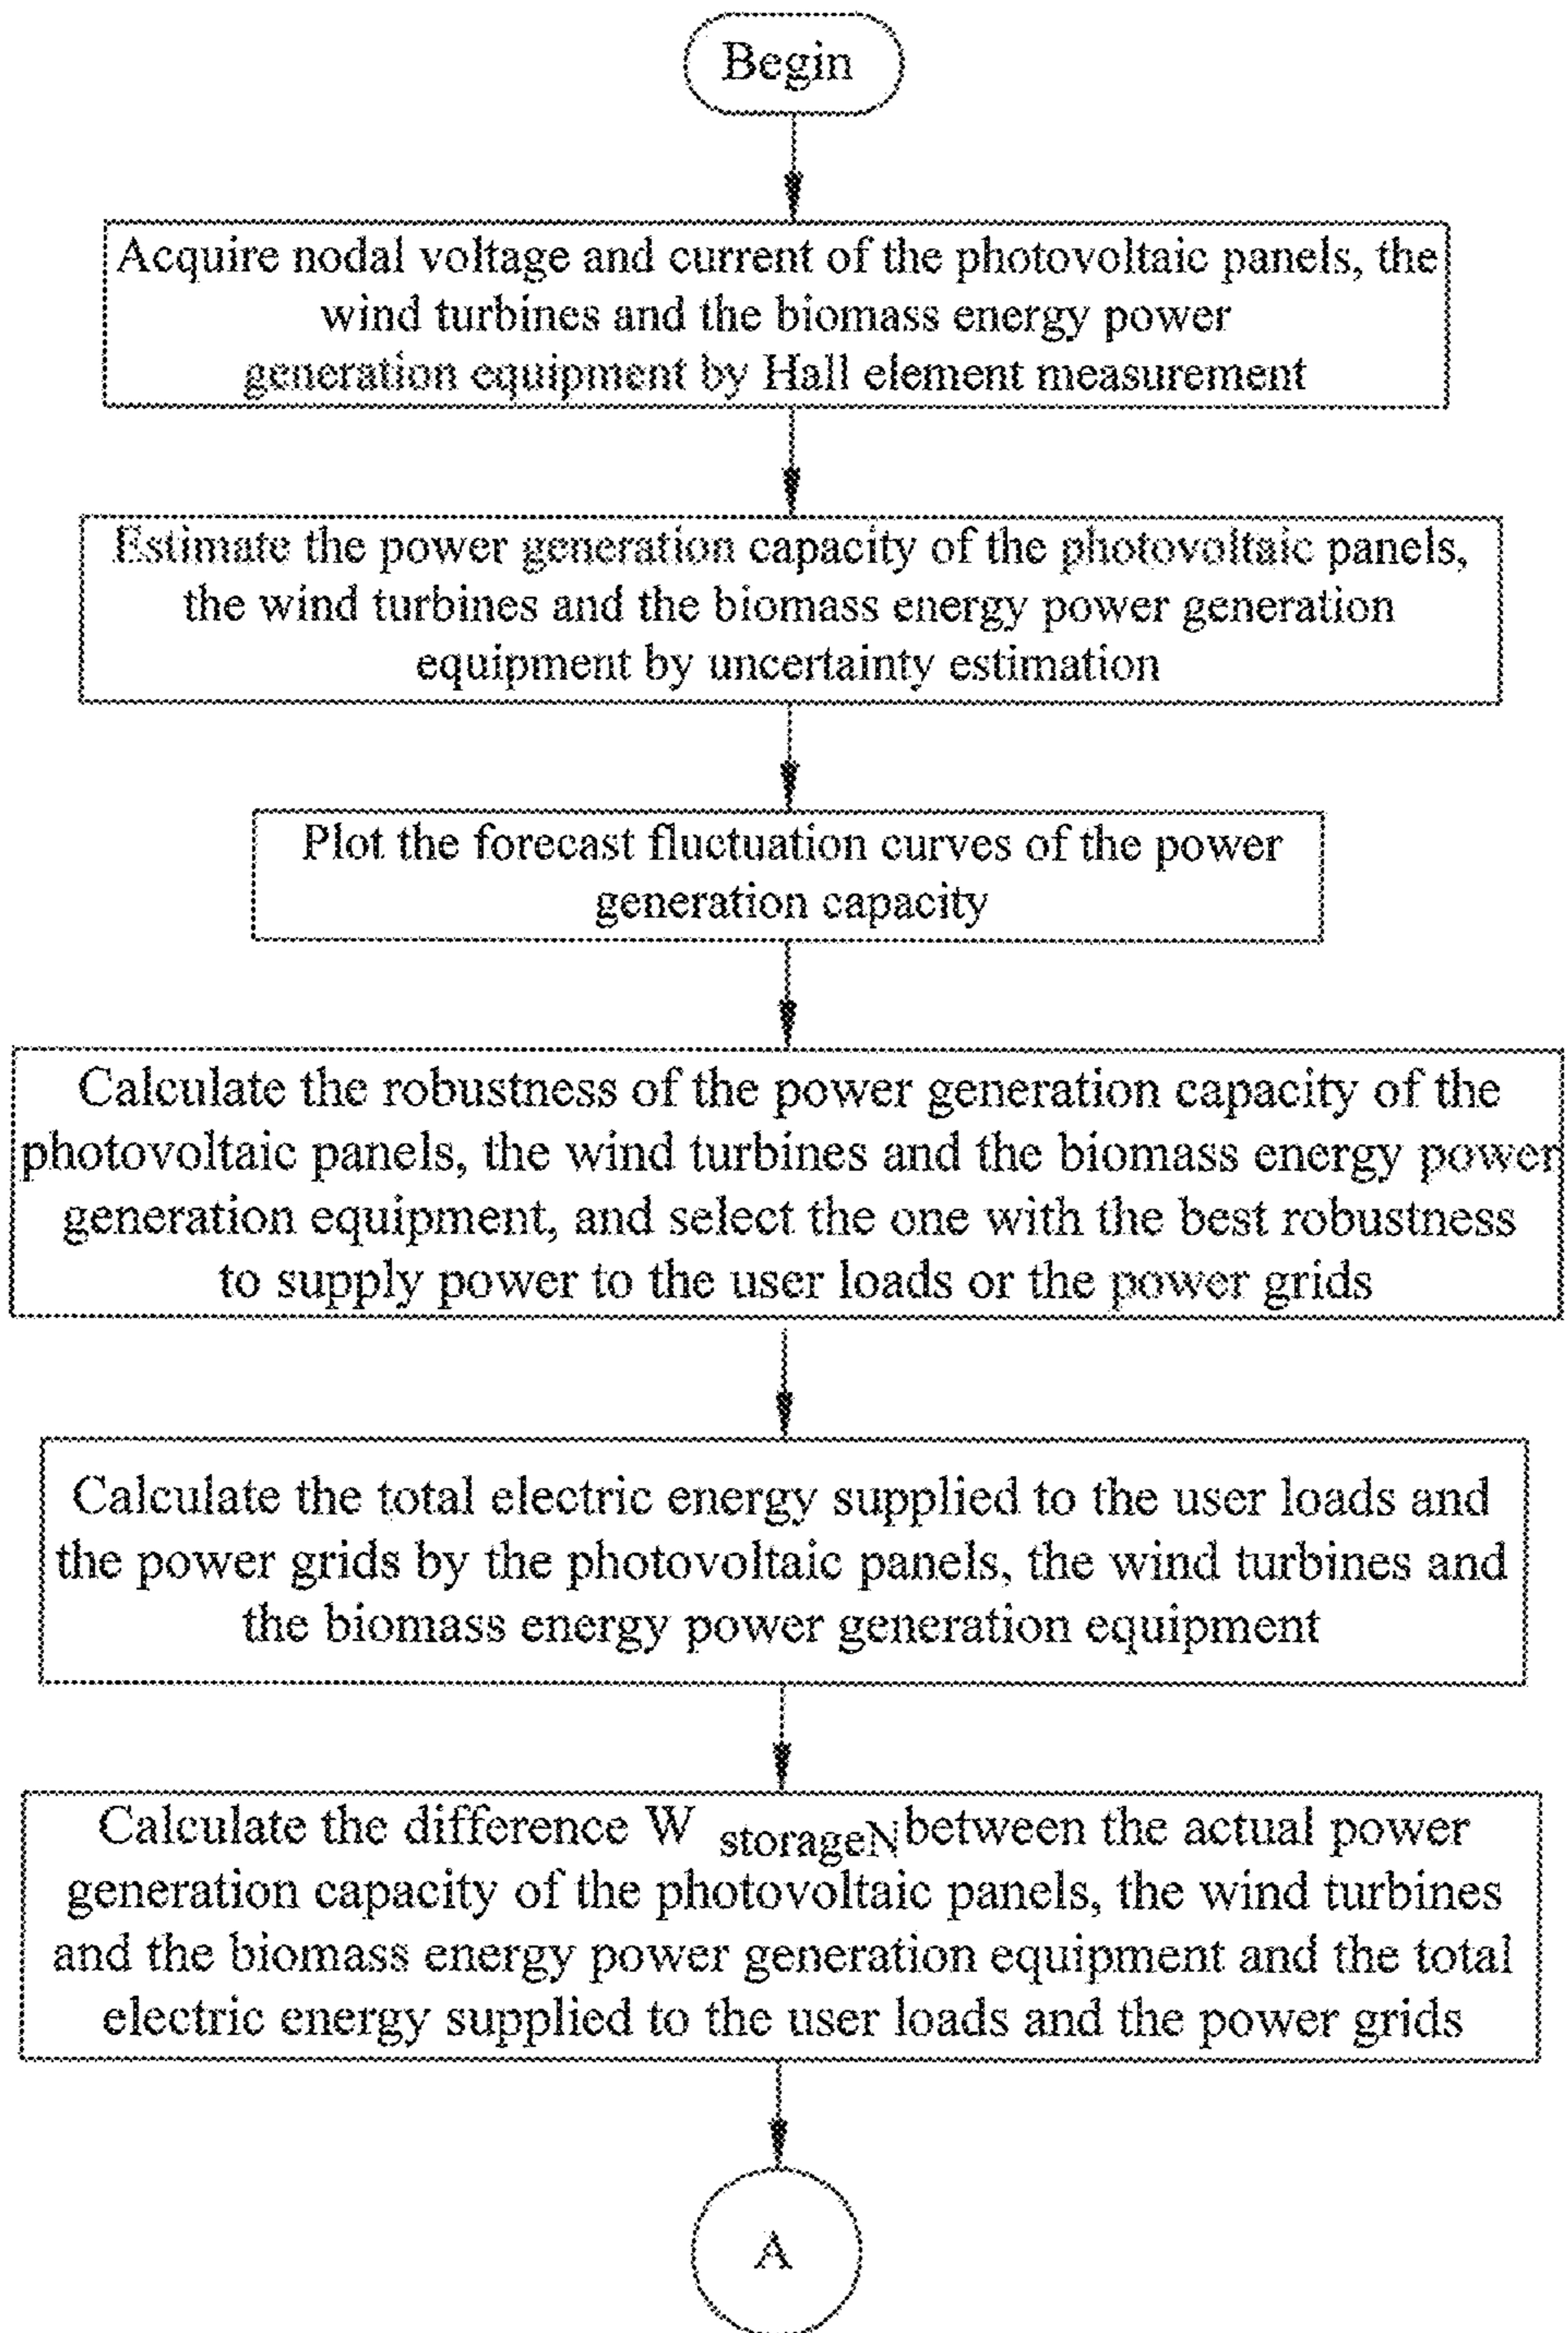 Begin
Acquire nodal voltage and current of the photovoltaic panels, the
wind turbines and the biomass energy power
generation equipment by Hall element measurement
Estimate the power generation capacity of the photovoltaic panels,
the wind turbines and the biomass energy power generation
equipment by uncertainty estimation
Plot the forecast fluctuation curves of the power
generation capacity
Calculate the robustness of the power generation capacity of the
photovoltaic panels, the wind turbines and the biomass energy power
generation equipment, and select the one with the best robustness
to supply power to the user loads or the power grids
Calculate the total electric energy supplied to the user loads and
the power grids by the photovoltaic panels, the wind turbines and
the biomass energy power generation equipment
Calculate the difference W storageN between the actual power
generation capacity of the photovoltaic panels, the wind turbines
and the biomass energy power generation equipment and the total
electric energy supplied to the user loads and the power grids
A